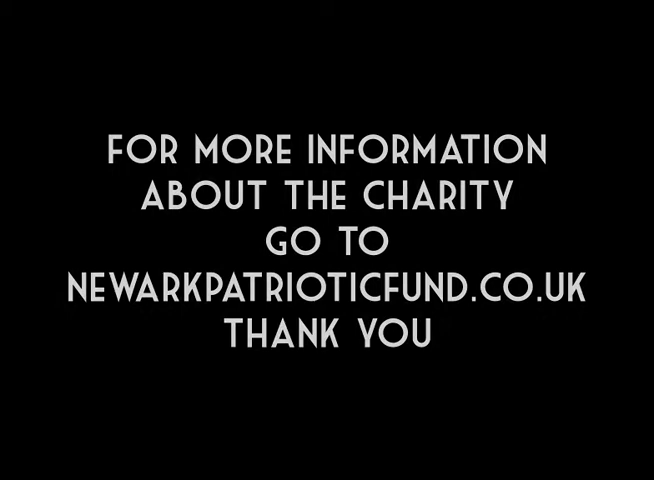 FOR MORE INFORMATION
ABOUT THE CHARITY
GO TO
NEWARKPATRIOTICFUND.CO.UK
THANK YOU